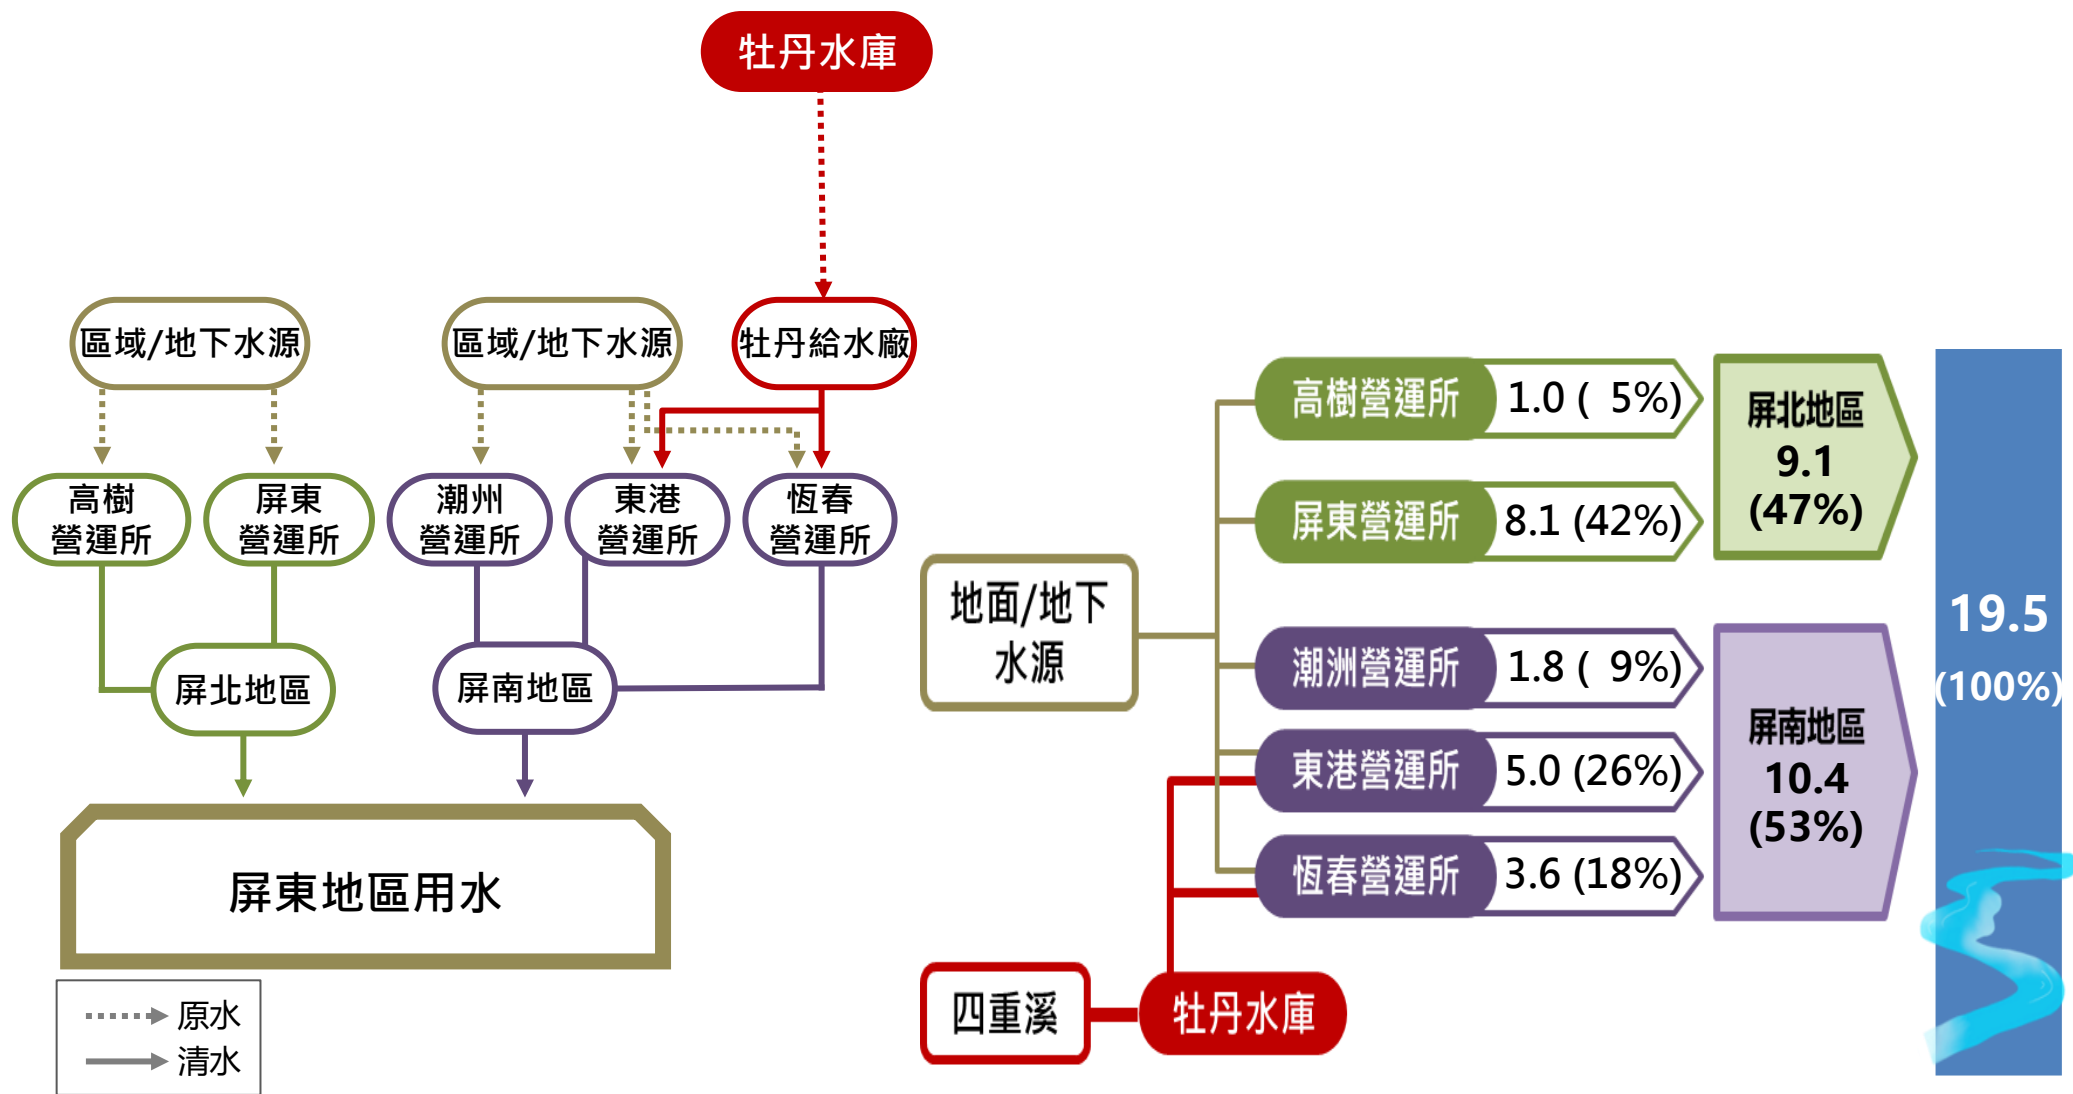 牡丹水庫
區域/地下水源
區域/地下水源
牡丹給水廠
高樹
營運所
屏東
營運所
潮州
營運所
東港
營運所
恆春
營運所
屏北地區
屏南地區
屏東地區用水
原水
清水
地面/地下
水源
高樹營運所
1.0 ( 5%)
屏東營運所
8.1 (42%)
潮洲營運所
1.8 ( 9%)
東港營運所
5.0 (26%)
恆春營運所
3.6 (18%)
屏北地區
9.1
(47%)
屏南地區
10.4
(53%)
19.5
(100%)
四重溪
牡丹水庫